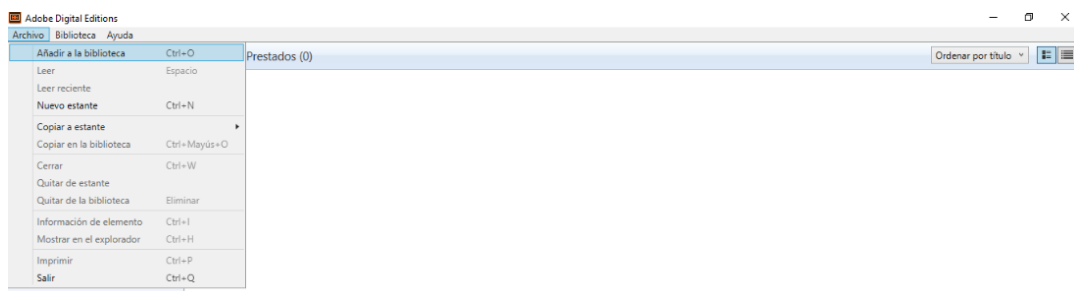 Adobe Digital Editions
Archivo Biblioteca Ayuda
Añadir a la biblioteca Ctrl+O
Prestados (0)
Ordenar por título
Leer Espacio
Leer reciente
Nuevo estante Ctrl+N
Copiar a estante
Copiar en la biblioteca Ctrl+Mayús+O
Cerrar Ctrl+W
Quitar de estante
Quitar de la biblioteca Eliminar
Información de elemento Ctrl+I
Mostrar en el explorador Ctrl+H
Imprimir Ctrl+P
Salir Ctrl+Q